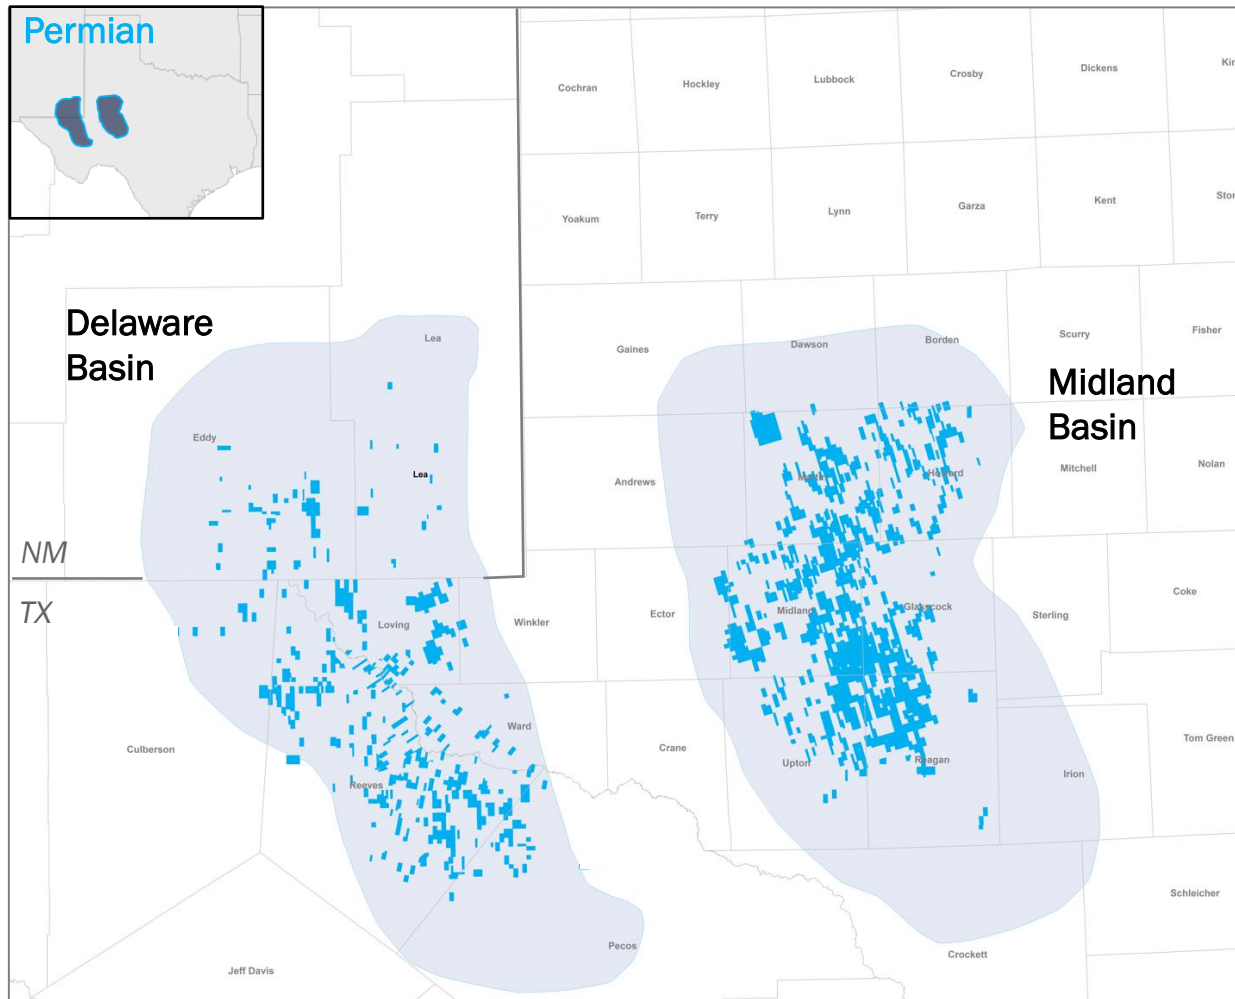 Permian
Cochran
Hockley
Lubbock
Crosby
Dickens
Yoakum
Terry
Lynn
Garza
Kent
Delaware
Basin
Lea
Gaines
Dawson
Borden
Scurry
Fisher
Midland
Basin
Eddy
Lea
Andrews
Martin
Howard
Mitchell
Nolan
NM
TX
Loving
Winkler
Ector
Midland
Glasscock
Sterling
Coke
Culberson
Ward
Crane
Upton
Reagan
Irion
Tom Green
Reeves
Schleicher
Pecos
Crockett
Jeff Davis